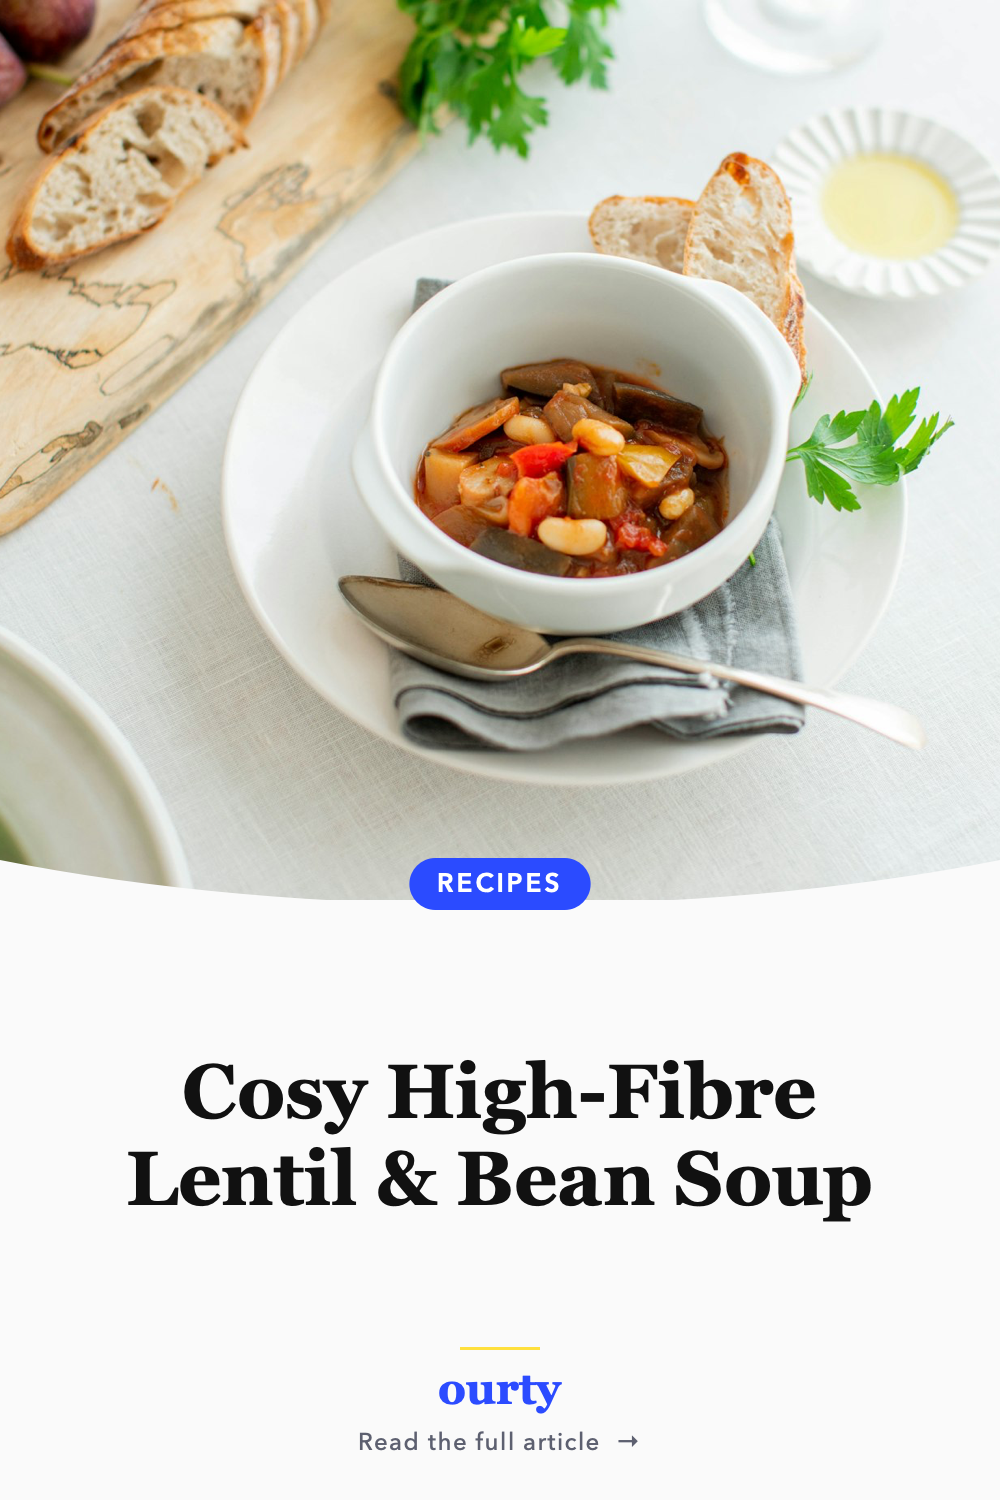 RECIPES
Cosy High-Fibre
Lentil & Bean Soup
ourty
Read the full article →